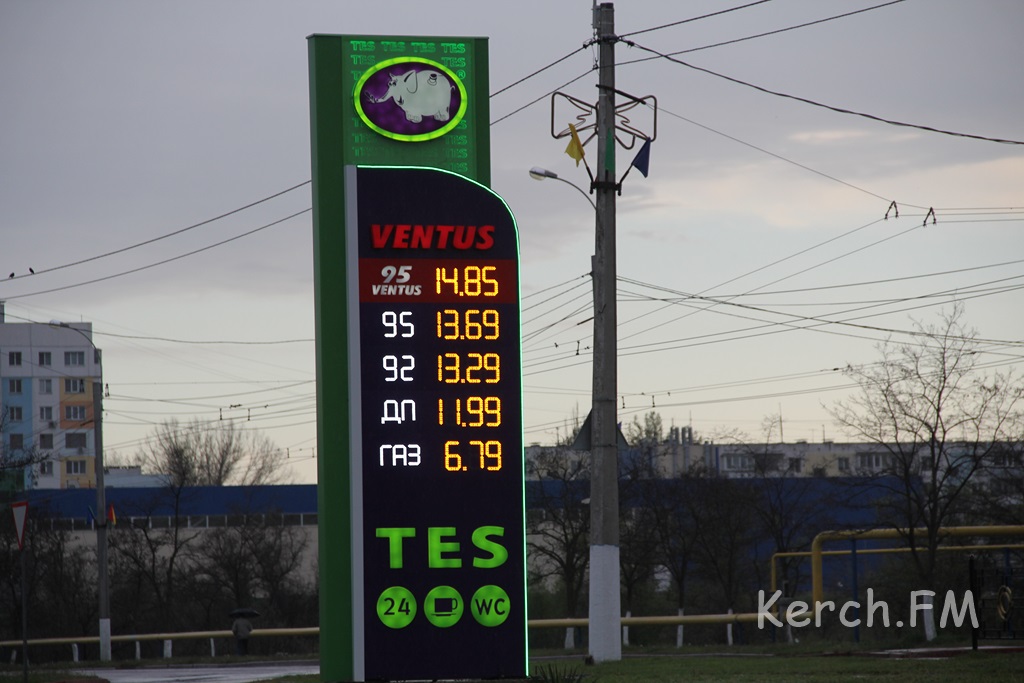 TES TES TES TES
VENTUS
95 VENTUS 14.85
95 13.69
92 13.29
ДП 11.99
ГАЗ 6.79
TES
24 WC
Kerch.FM